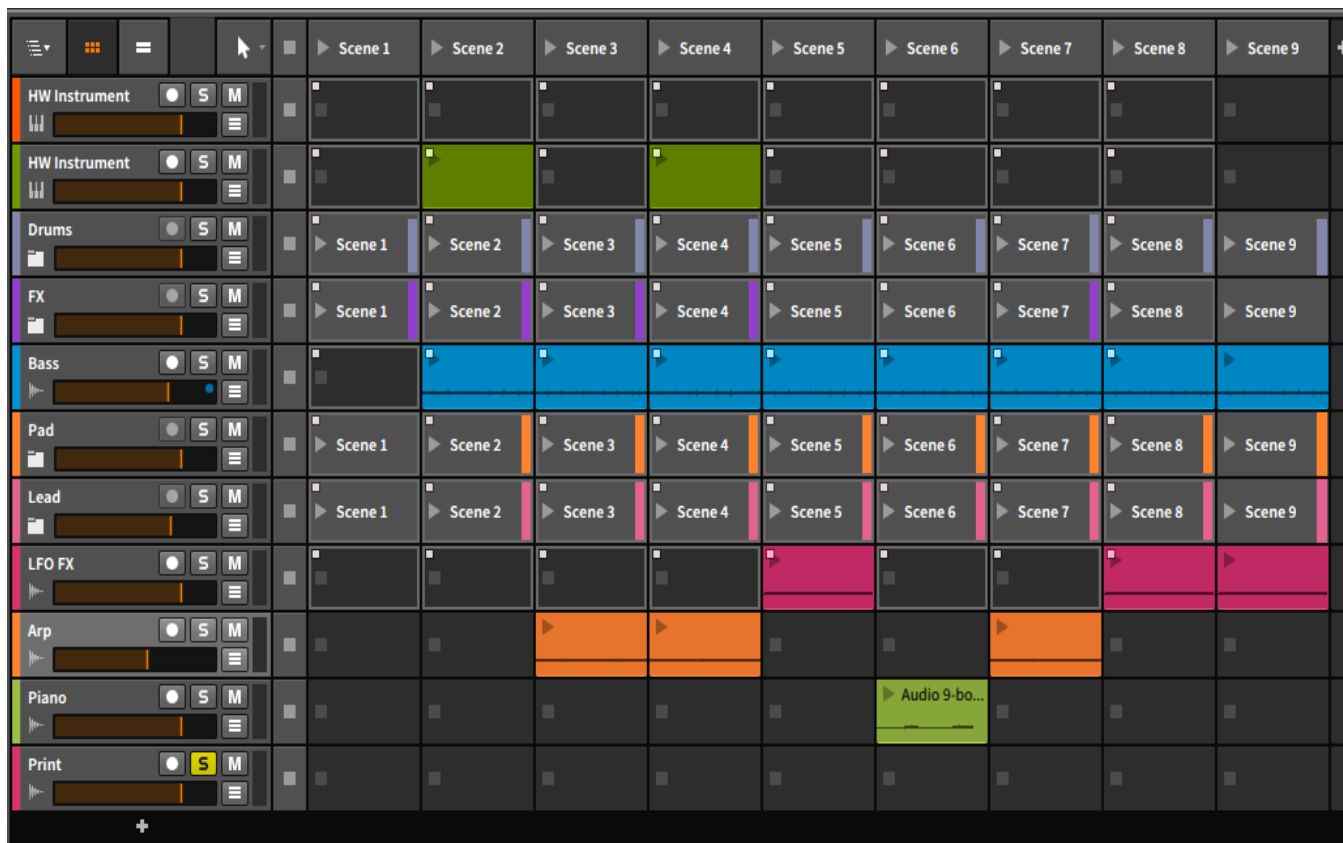 Scene 1 Scene 2 Scene 3 Scene 4 Scene 5 Scene 6 Scene 7 Scene 8 Scene 9
HW Instrument S M
HW Instrument S M
Drums S M Scene 1 Scene 2 Scene 3 Scene 4 Scene 5 Scene 6 Scene 7 Scene 8 Scene 9
FX S M Scene 1 Scene 2 Scene 3 Scene 4 Scene 5 Scene 6 Scene 7 Scene 8 Scene 9
Bass S M
Pad S M Scene 1 Scene 2 Scene 3 Scene 4 Scene 5 Scene 6 Scene 7 Scene 8 Scene 9
Lead S M Scene 1 Scene 2 Scene 3 Scene 4 Scene 5 Scene 6 Scene 7 Scene 8 Scene 9
LFO FX S M
Arp S M
Piano S M Audio 9-bo...
Print S M